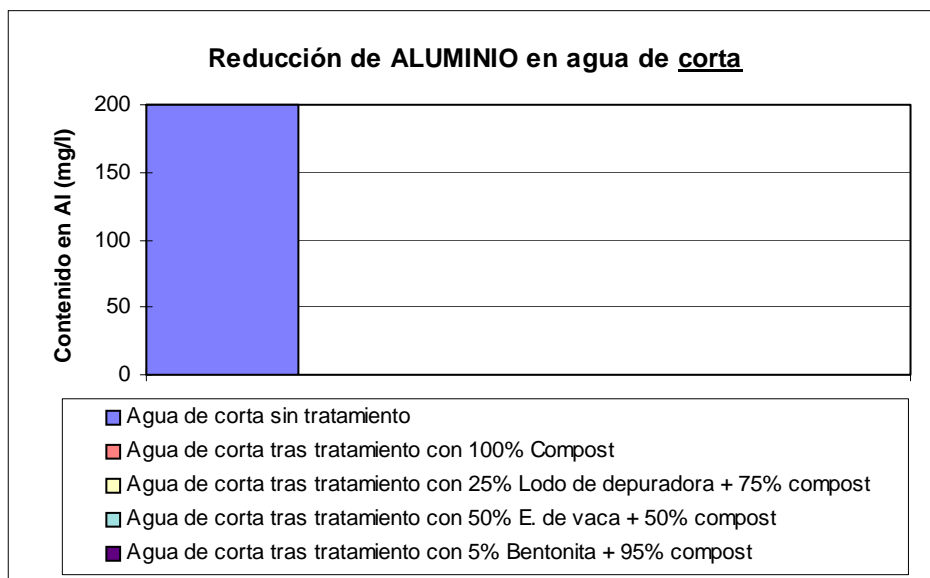 Reducción de ALUMINIO en agua de corta
Contenido en Al (mg/l)
200
150
100
50
0
Agua de corta sin tratamiento
Agua de corta tras tratamiento con 100% Compost
Agua de corta tras tratamiento con 25% Lodo de depuradora + 75% compost
Agua de corta tras tratamiento con 50% E. de vaca + 50% compost
Agua de corta tras tratamiento con 5% Bentonita + 95% compost